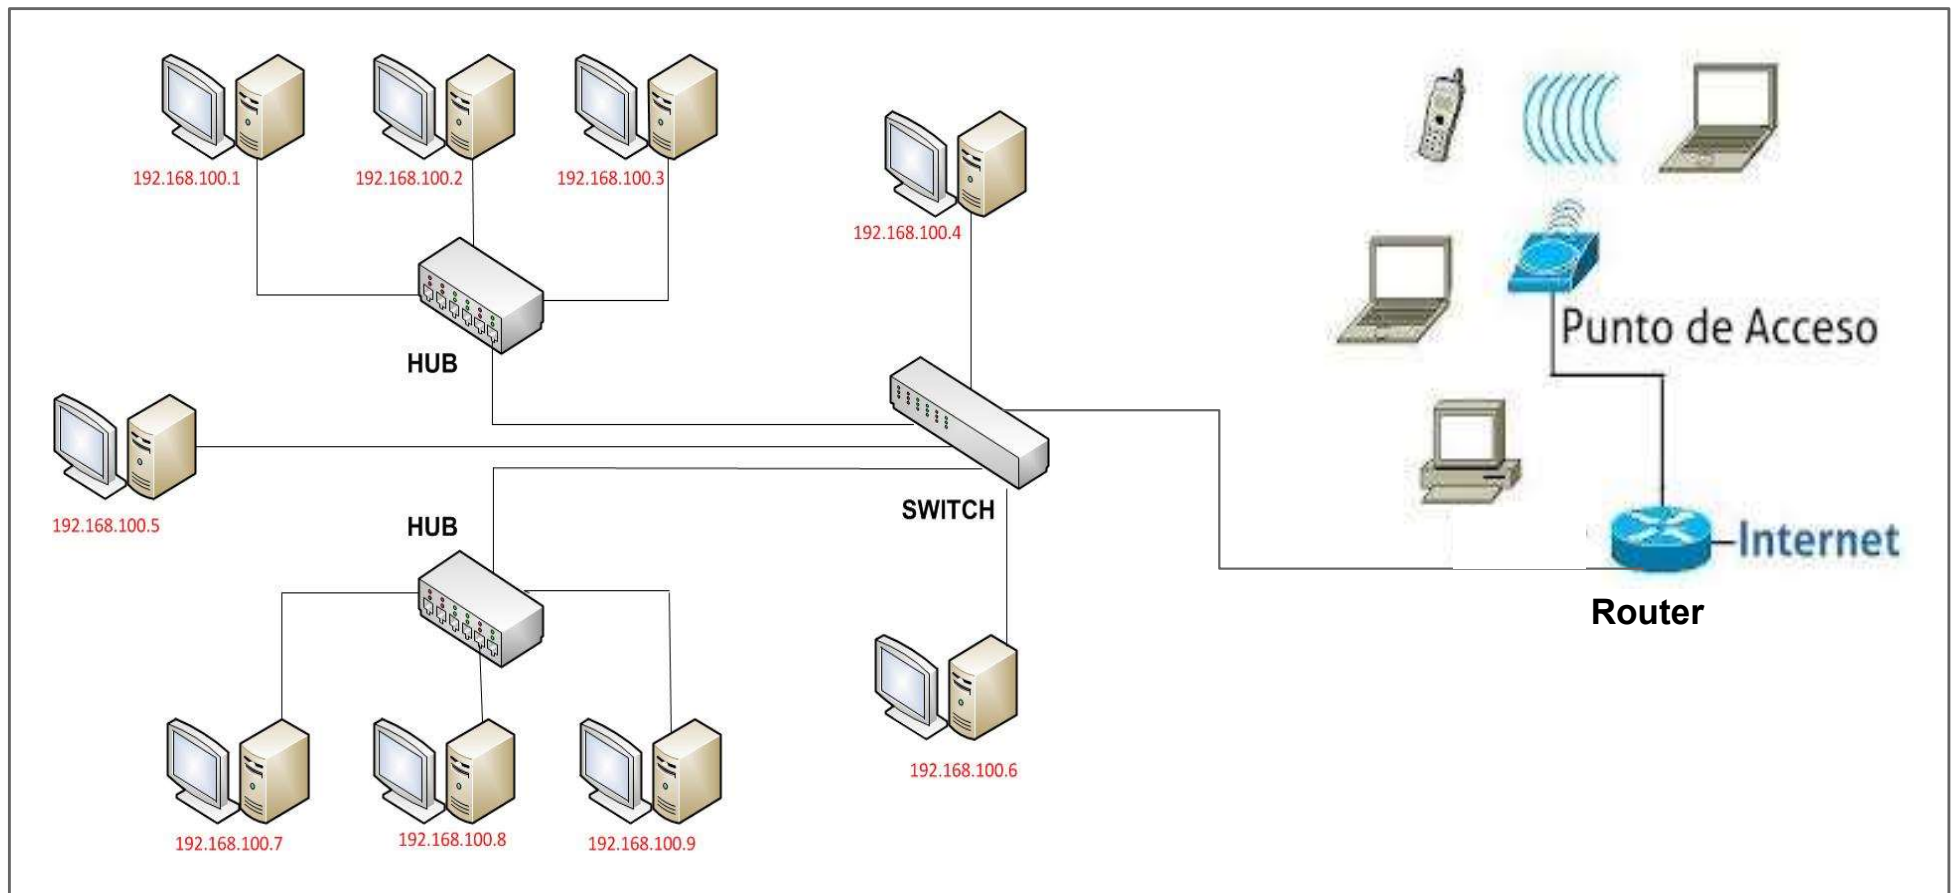 192.168.100.1
192.168.100.2
192.168.100.3
192.168.100.4
HUB
Punto de Acceso
192.168.100.5
HUB
SWITCH
Internet
Router
192.168.100.6
192.168.100.7
192.168.100.8
192.168.100.9